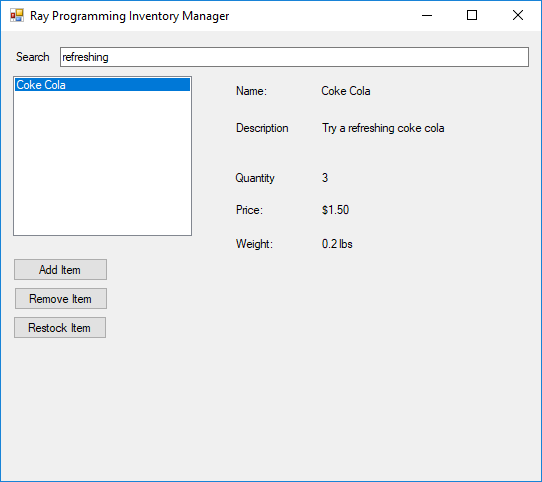 Ray Programming Inventory Manager
Search refreshing
Coke Cola
Name: Coke Cola
Description Try a refreshing coke cola
Quantity 3
Price: $1.50
Weight: 0.2 lbs
Add Item
Remove Item
Restock Item